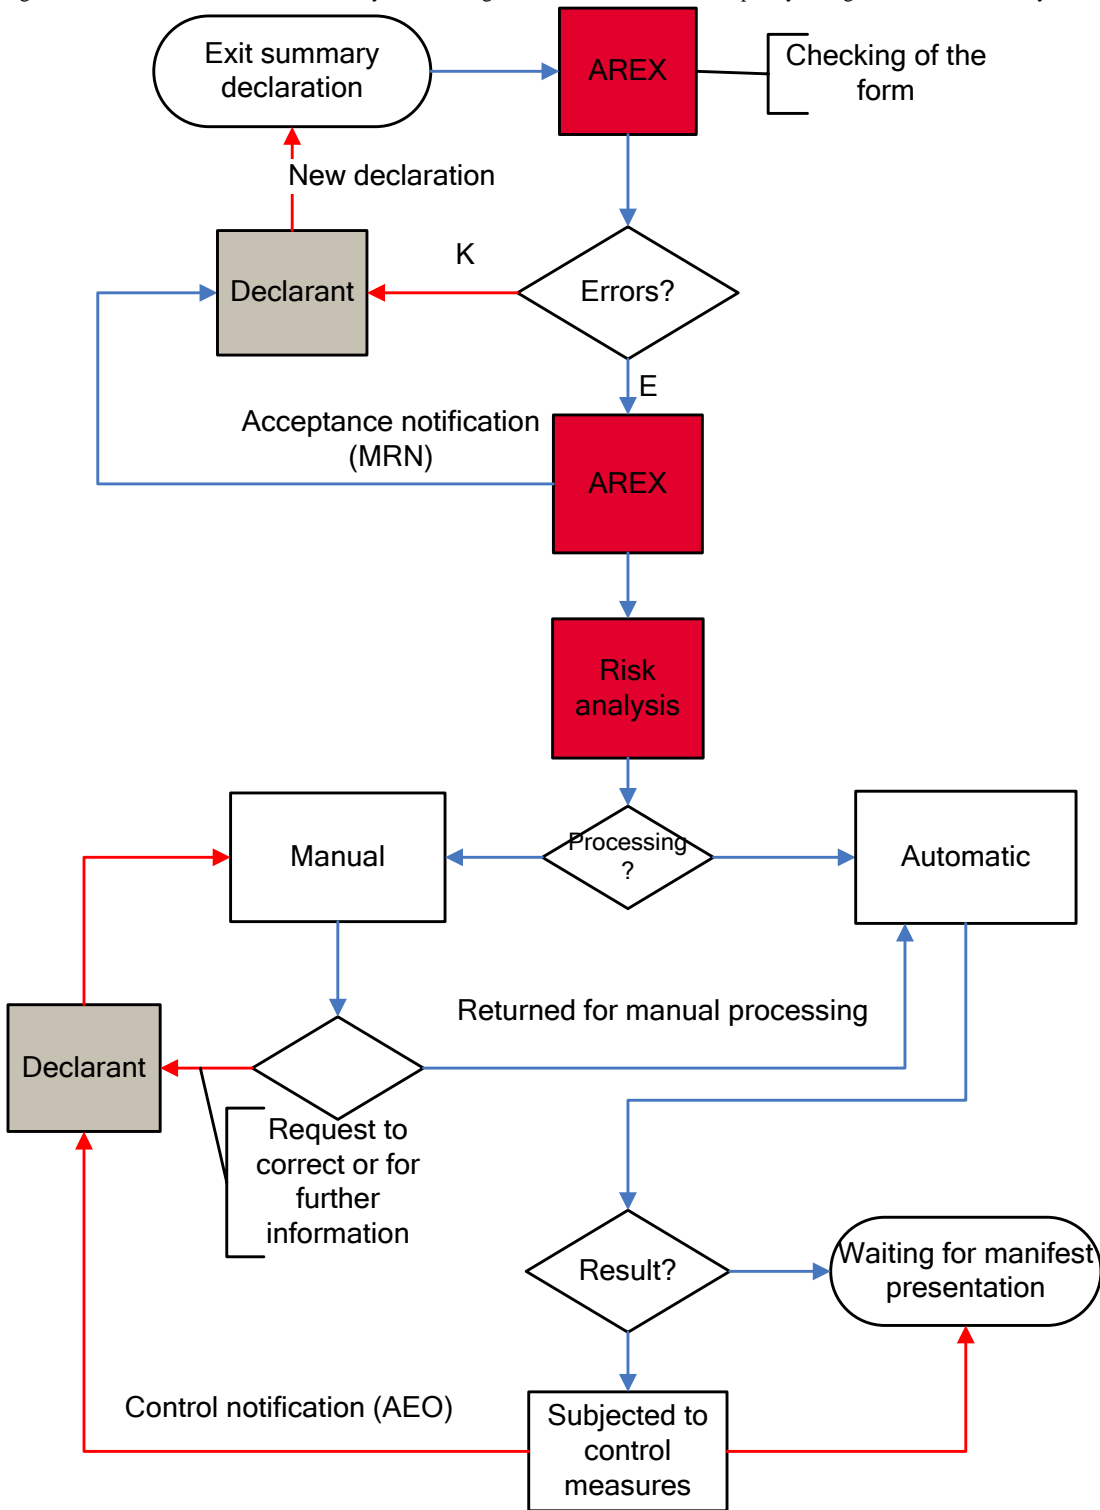 Exit summary
declaration
AREX
Checking of the
form
New declaration
K
Declarant
Errors?
E
Acceptance notification
(MRN)
AREX
Risk
analysis
Manual
Processing
?
Automatic
Returned for manual processing
Declarant
Request to
correct or for
further
information
Result?
Waiting for manifest
presentation
Control notification (AEO)
Subjected to
control
measures